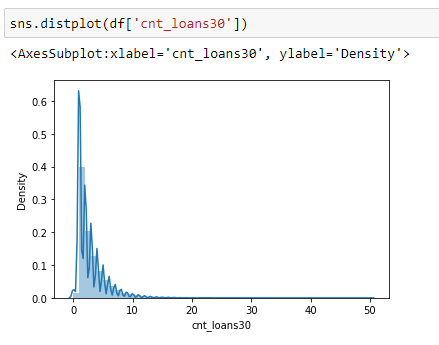 sns.distplot(df['cnt_loans30'])
<AxesSubplot:xlabel='cnt_loans30', ylabel='Density'>
0.6
0.5
0.4
0.3
0.2
0.1
0.0
Density
0 10 20 30 40 50
cnt_loans30